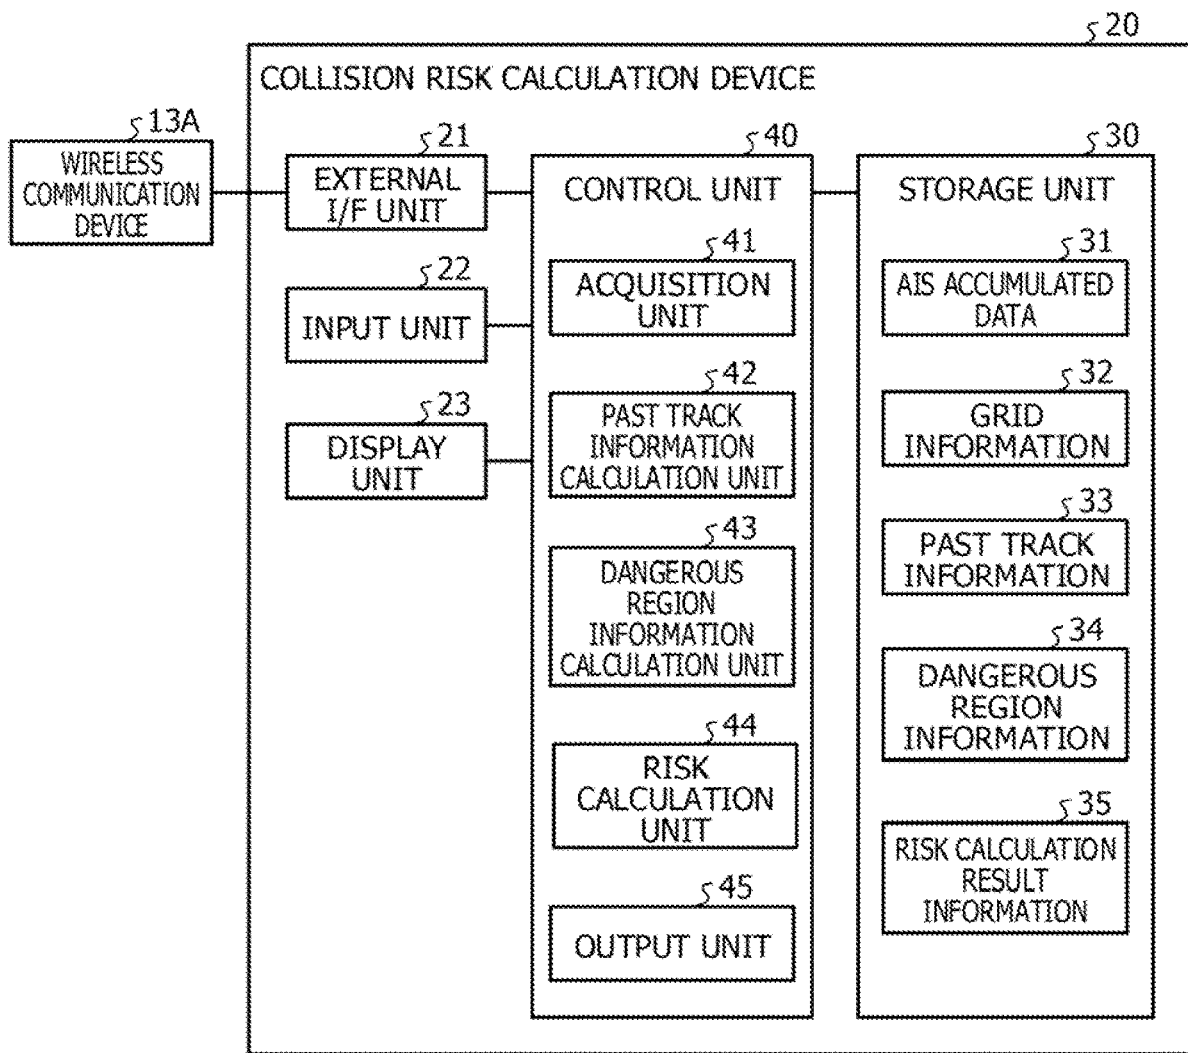 20
COLLISION RISK CALCULATION DEVICE
13A
WIRELESS
COMMUNICATION
DEVICE
21
EXTERNAL
I/F UNIT
22
INPUT UNIT
23
DISPLAY
UNIT
40
CONTROL UNIT
41
ACQUISITION
UNIT
42
PAST TRACK
INFORMATION
CALCULATION UNIT
43
DANGEROUS
REGION
INFORMATION
CALCULATION UNIT
44
RISK
CALCULATION
UNIT
45
OUTPUT UNIT
30
STORAGE UNIT
31
AIS ACCUMULATED
DATA
32
GRID
INFORMATION
33
PAST TRACK
INFORMATION
34
DANGEROUS
REGION
INFORMATION
35
RISK CALCULATION
RESULT
INFORMATION